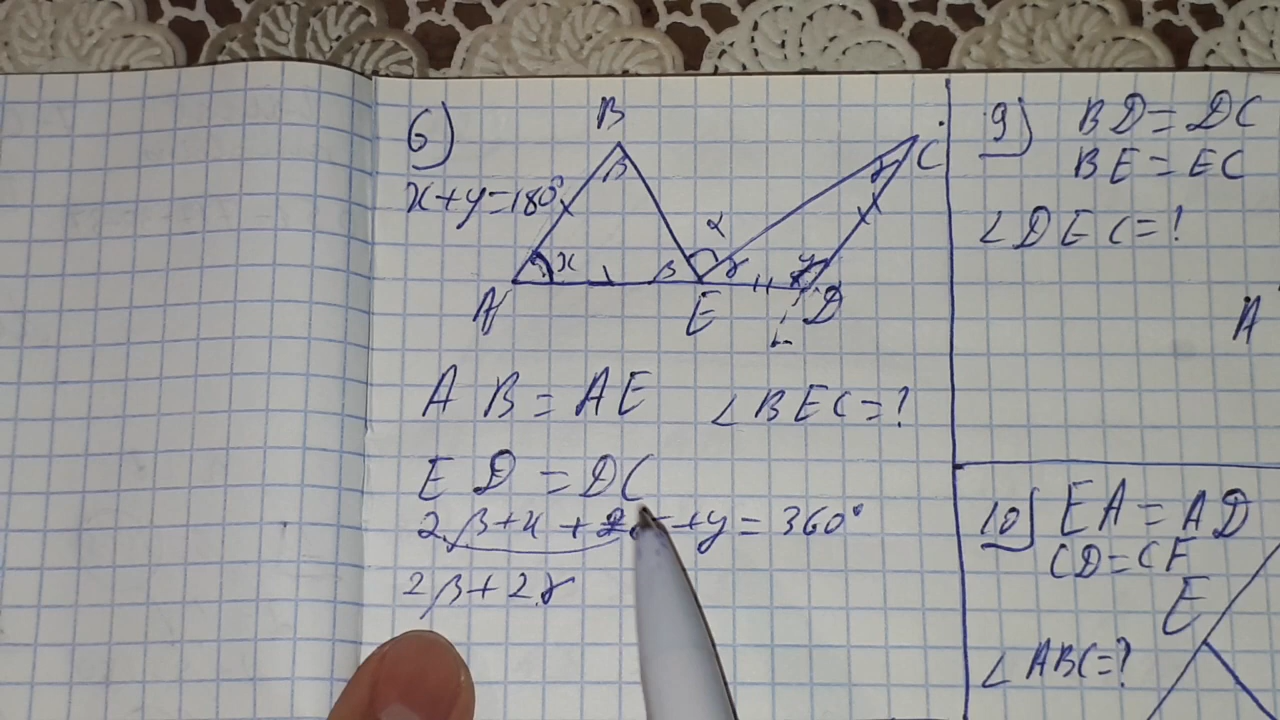 6)
x+y=180°
B
β
x
β
α
γ
γ
y
C
A
E
D
AB=AE ∠BEC=?
ED=DC
2β+x+2γ+y=360°
2β+2γ
9) BD=DC
BE=EC
∠DEC=?
A
10) EA=AD
CD=CF
E
∠ABC=?